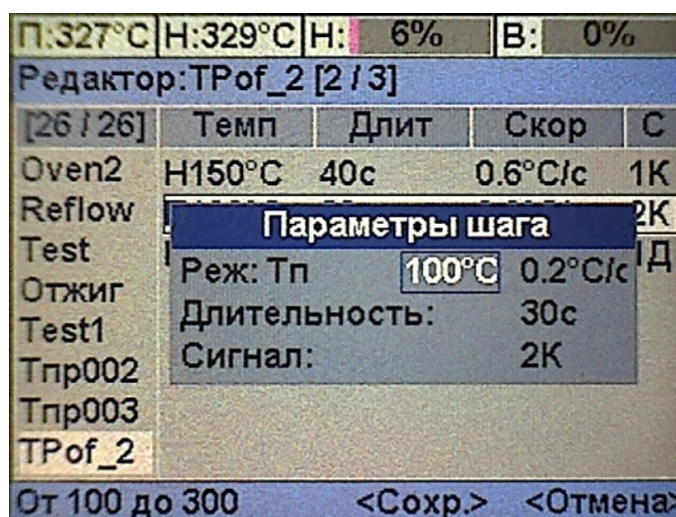 П:327°C Н:329°C Н: 6% В: 0%
Редактор:TPof_2 [2 / 3]
[26 / 26] Темп Длит Скор С
Oven2 Н150°C 40с 0.6°C/с 1К
Reflow 2К
Параметры шага
Test Д
Реж: Тп 100°C 0.2°C/с
Отжиг
Длительность: 30с
Test1
Сигнал: 2К
Тпр002
Тпр003
TPof_2
От 100 до 300 <Сохр.> <Отмена>